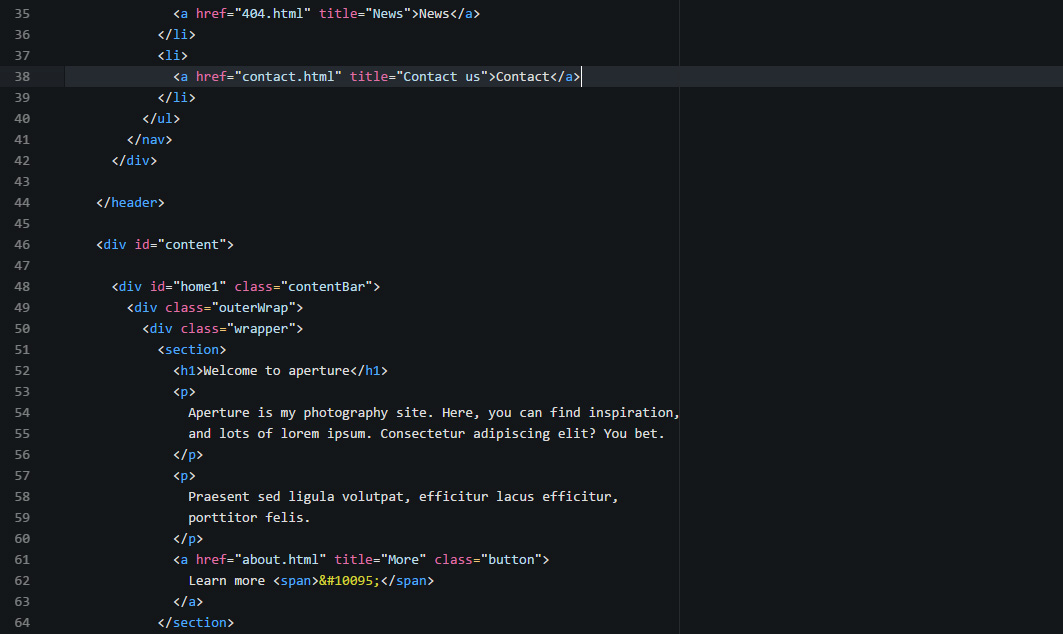 35 <a href="404.html" title="News">News</a>
36 </li>
37 <li>
38 <a href="contact.html" title="Contact us">Contact</a>
39 </li>
40 </ul>
41 </nav>
42 </div>
43
44 </header>
45
46 <div id="content">
47
48 <div id="home1" class="contentBar">
49 <div class="outerWrap">
50 <div class="wrapper">
51 <section>
52 <h1>Welcome to aperture</h1>
53 <p>
54 Aperture is my photography site. Here, you can find inspiration,
55 and lots of lorem ipsum. Consectetur adipiscing elit? You bet.
56 </p>
57 <p>
58 Praesent sed ligula volutpat, efficitur lacus efficitur,
59 porttitor felis.
60 </p>
61 <a href="about.html" title="More" class="button">
62 Learn more <span>&#10095;</span>
63 </a>
64 </section>